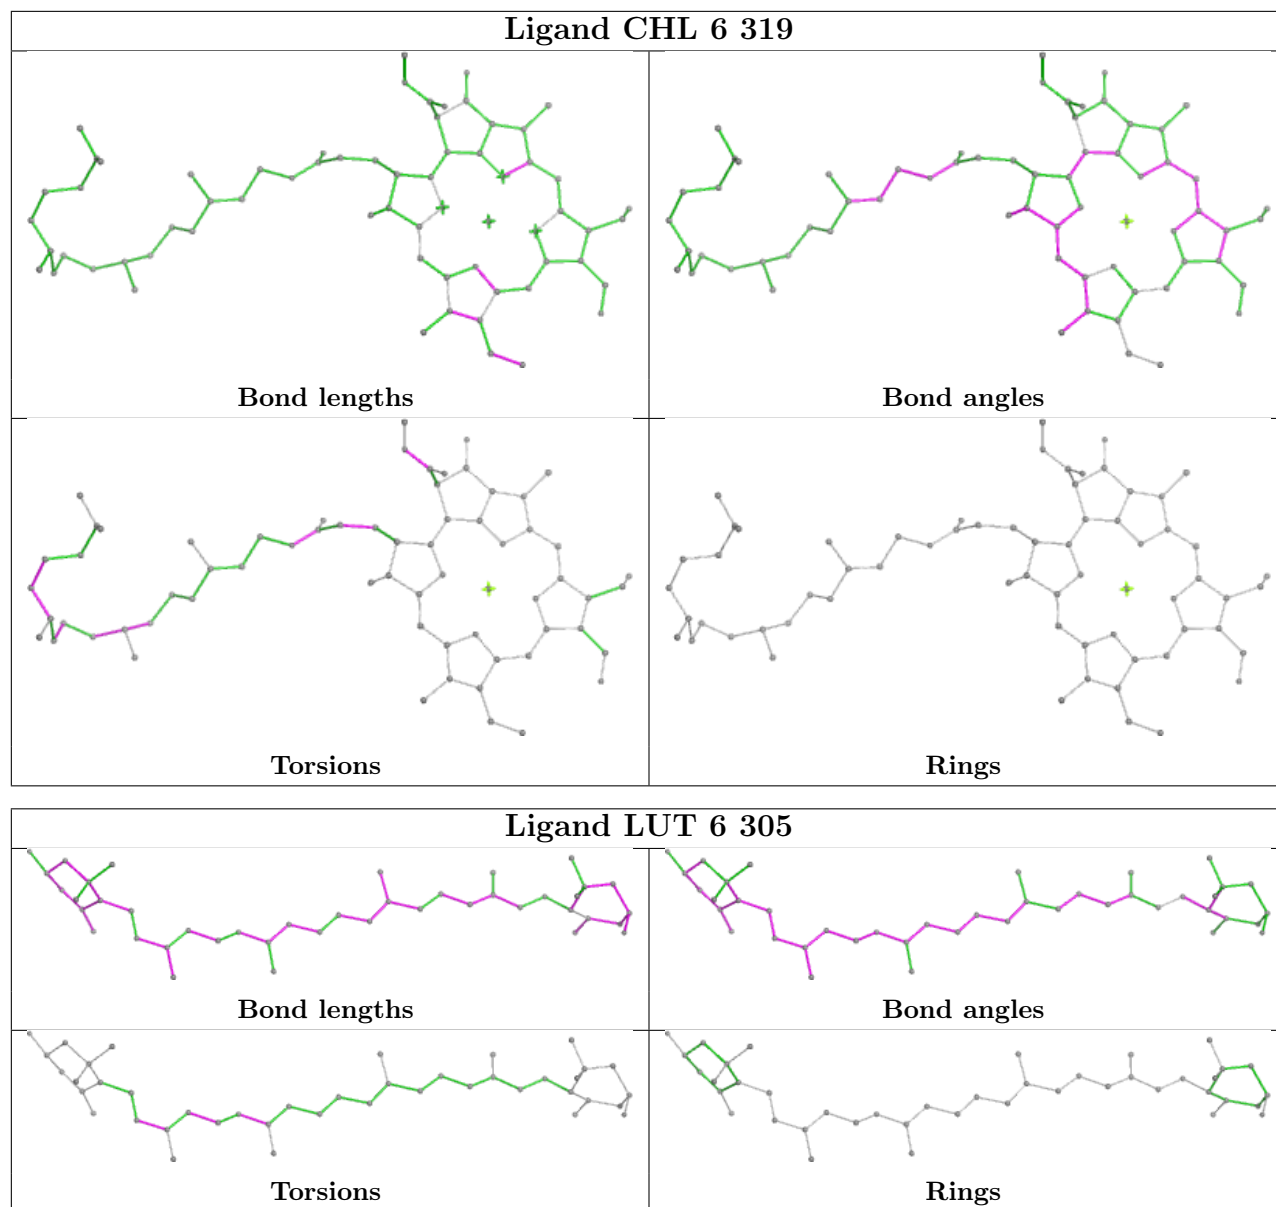 Ligand CHL 6 319
Bond lengths
Bond angles
Torsions
Rings
Ligand LUT 6 305
Bond lengths
Bond angles
Torsions
Rings